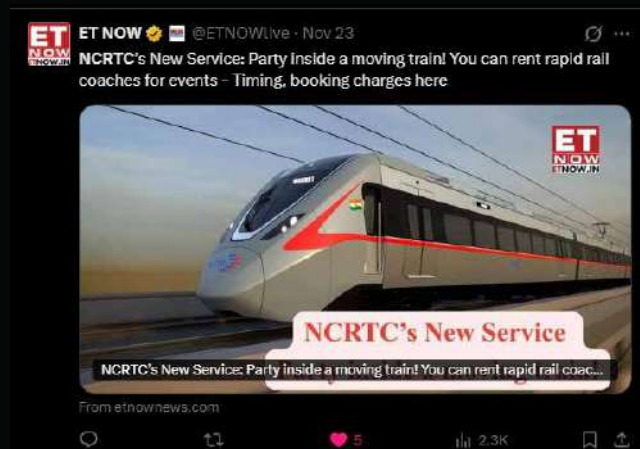 ET NOW @ETNOWlive · Nov 23
ET
NOW
ETNOW.IN
NCRTC's New Service: Party inside a moving train! You can rent rapid rail
coaches for events – Timing, booking charges here
ET
NOW
ETNOW.IN
NCRTC's New Service
NCRTC's New Service: Party inside a moving train! You can rent rapid rail coac...
From etnownews.com
5
2.3K